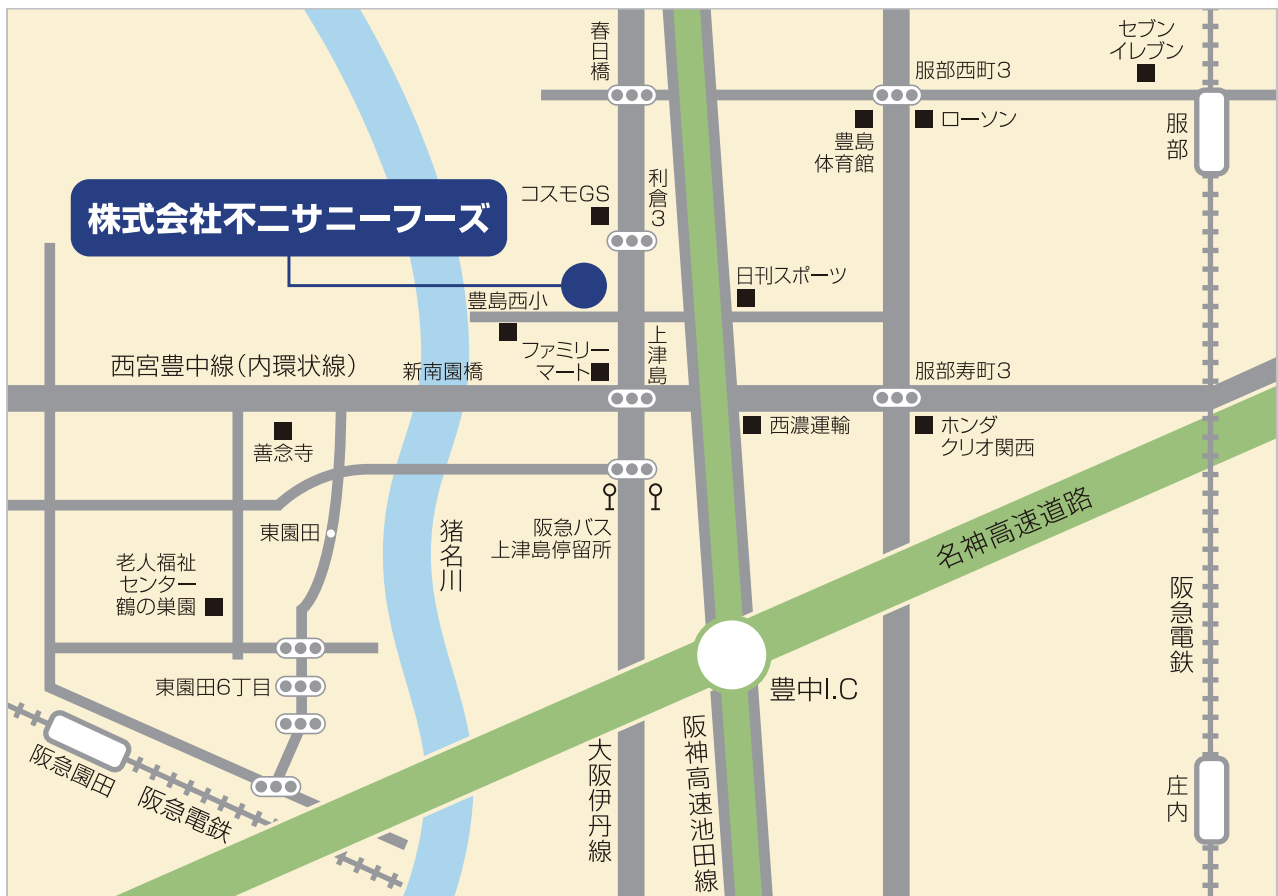 春日橋
セブン
イレブン
服部西町3
ローソン
豊島
体育館
服部
利倉3
コスモGS
株式会社不二サニーフーズ
日刊スポーツ
豊島西小
上津島
ファミリー
マート
西宮豊中線(内環状線)
新南園橋
服部寿町3
西濃運輸
ホンダ
クリオ関西
善念寺
東園田
猪名川
阪急バス
上津島停留所
名神高速道路
老人福祉
センター
鶴の巣園
阪急電鉄
東園田6丁目
豊中I.C
阪急園田
阪急電鉄
大阪伊丹線
阪神高速池田線
庄内